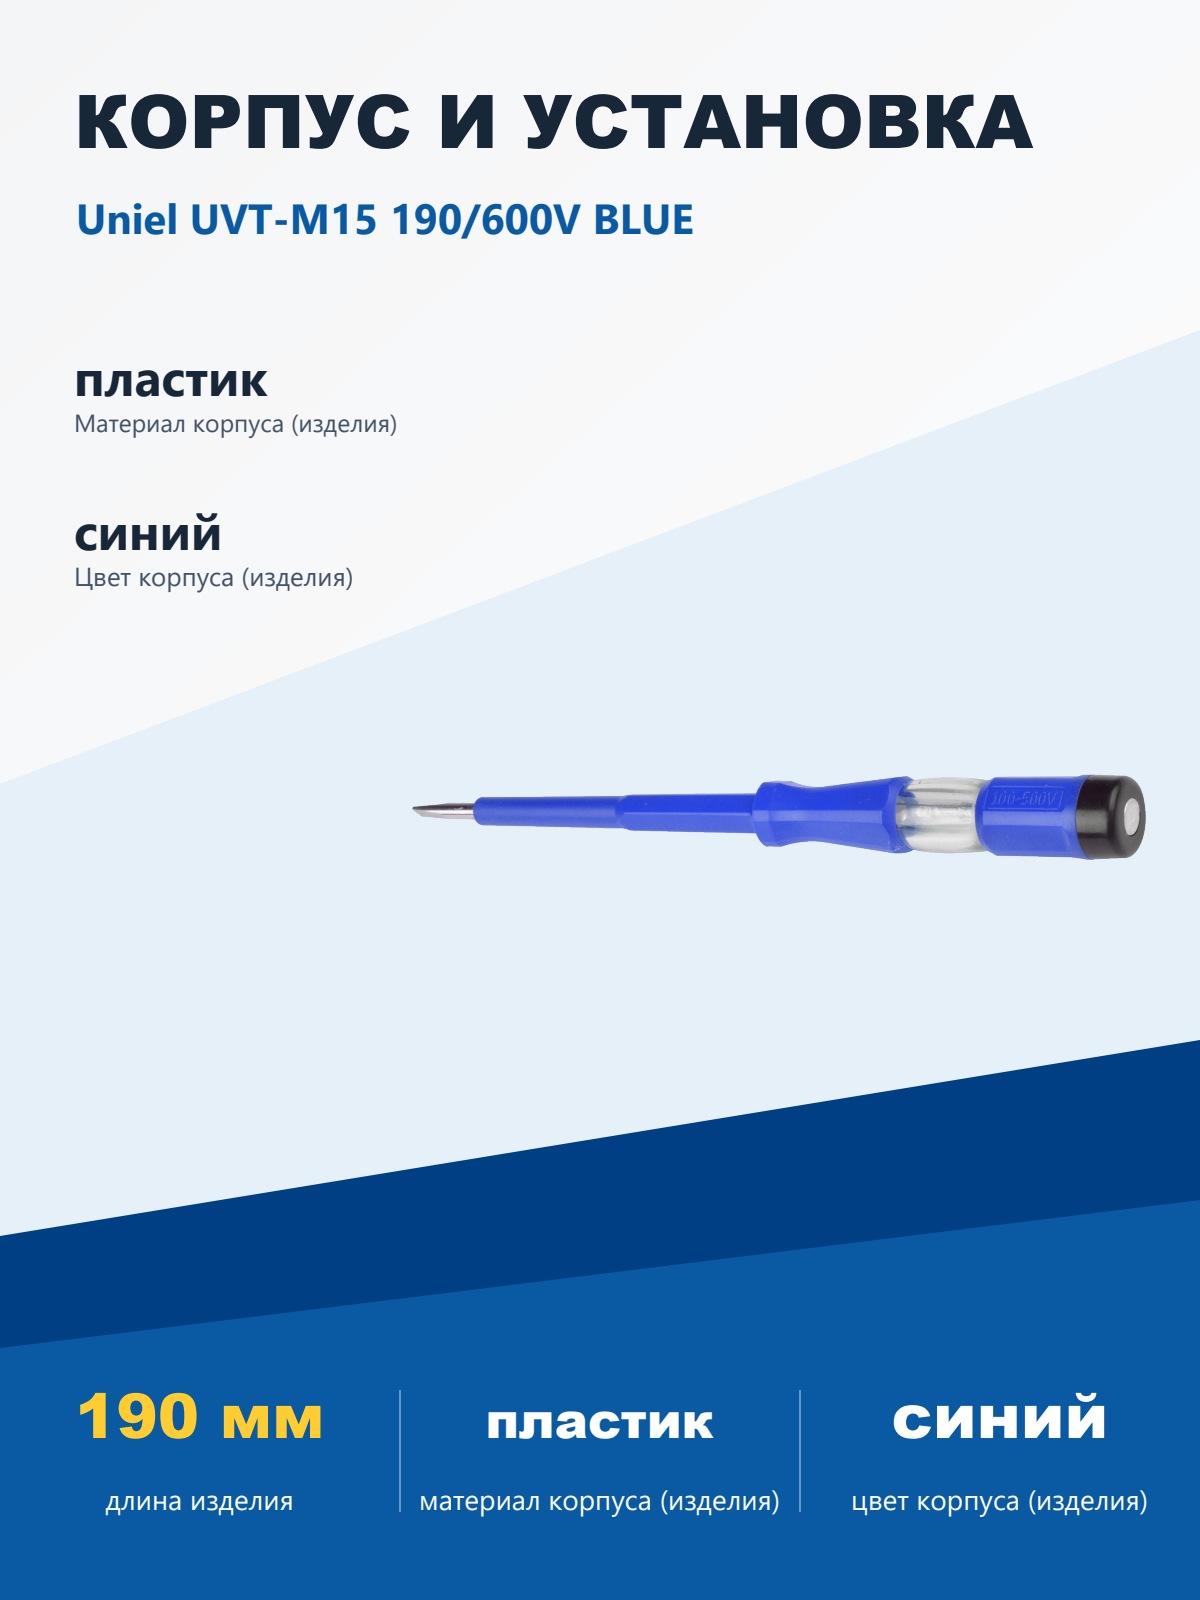 КОРПУС И УСТАНОВКА
Uniel UVT-M15 190/600V BLUE
пластик
Материал корпуса (изделия)
синий
Цвет корпуса (изделия)
100-500V
190 мм
длина изделия
пластик
материал корпуса (изделия)
синий
цвет корпуса (изделия)